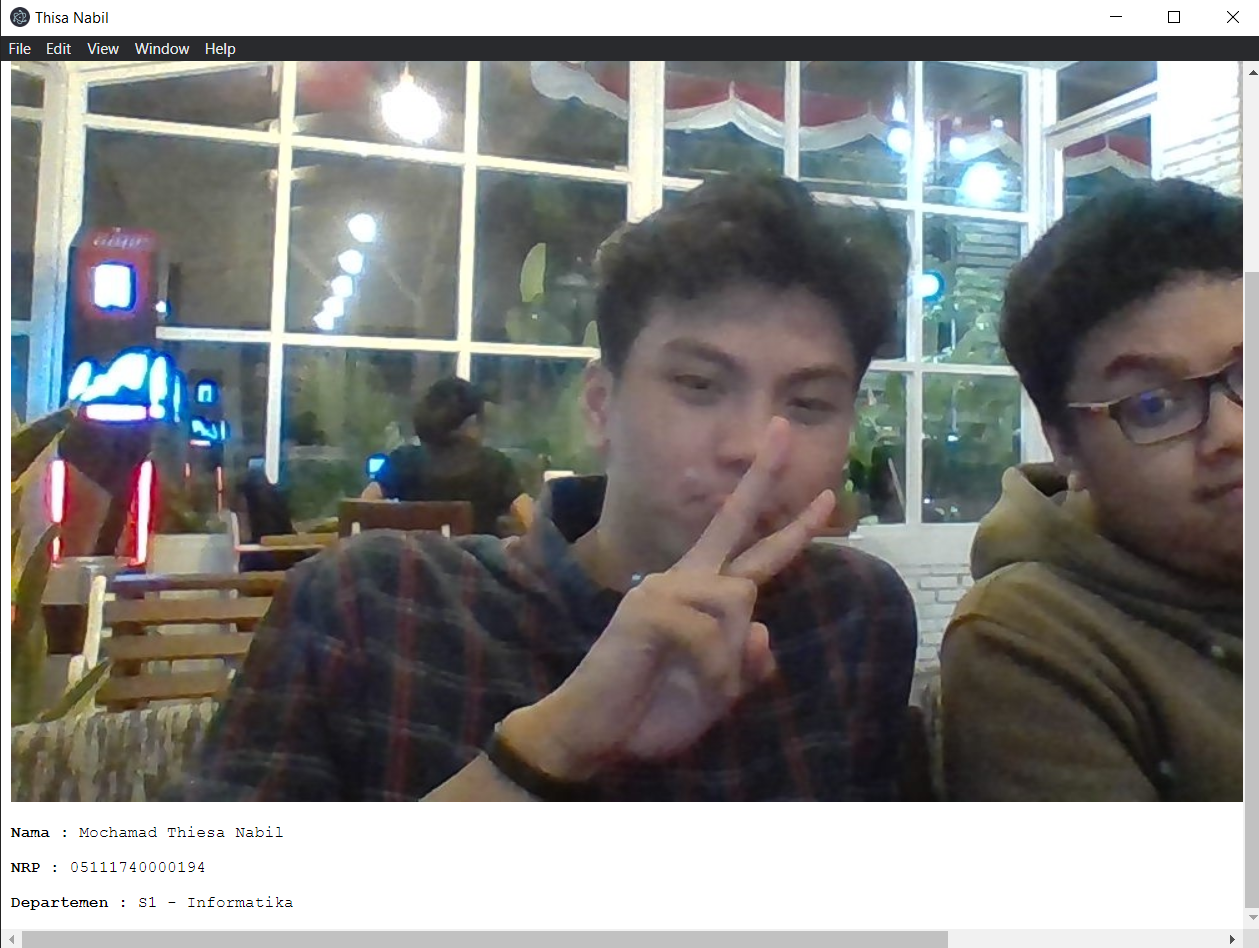 Thisa Nabil
File Edit View Window Help
Nama : Mochamad Thiesa Nabil
NRP : 05111740000194
Departemen : S1 - Informatika